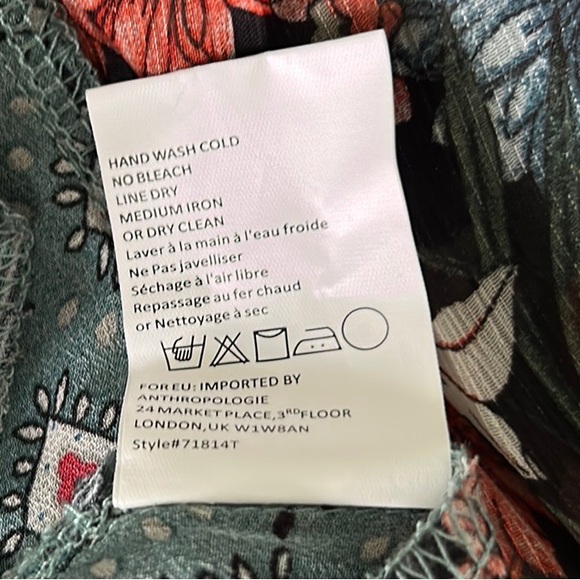 HAND WASH COLD
NO BLEACH
LINE DRY
MEDIUM IRON
OR DRY CLEAN
Laver à la main à l'eau froide
Ne Pas javelliser
Séchage à l'air libre
Repassage au fer chaud
or Nettoyage à sec
FOR EU: IMPORTED BY
ANTHROPOLOGIE
24 MARKET PLACE,3RDFLOOR
LONDON,UK W1W8AN
Style#71814T